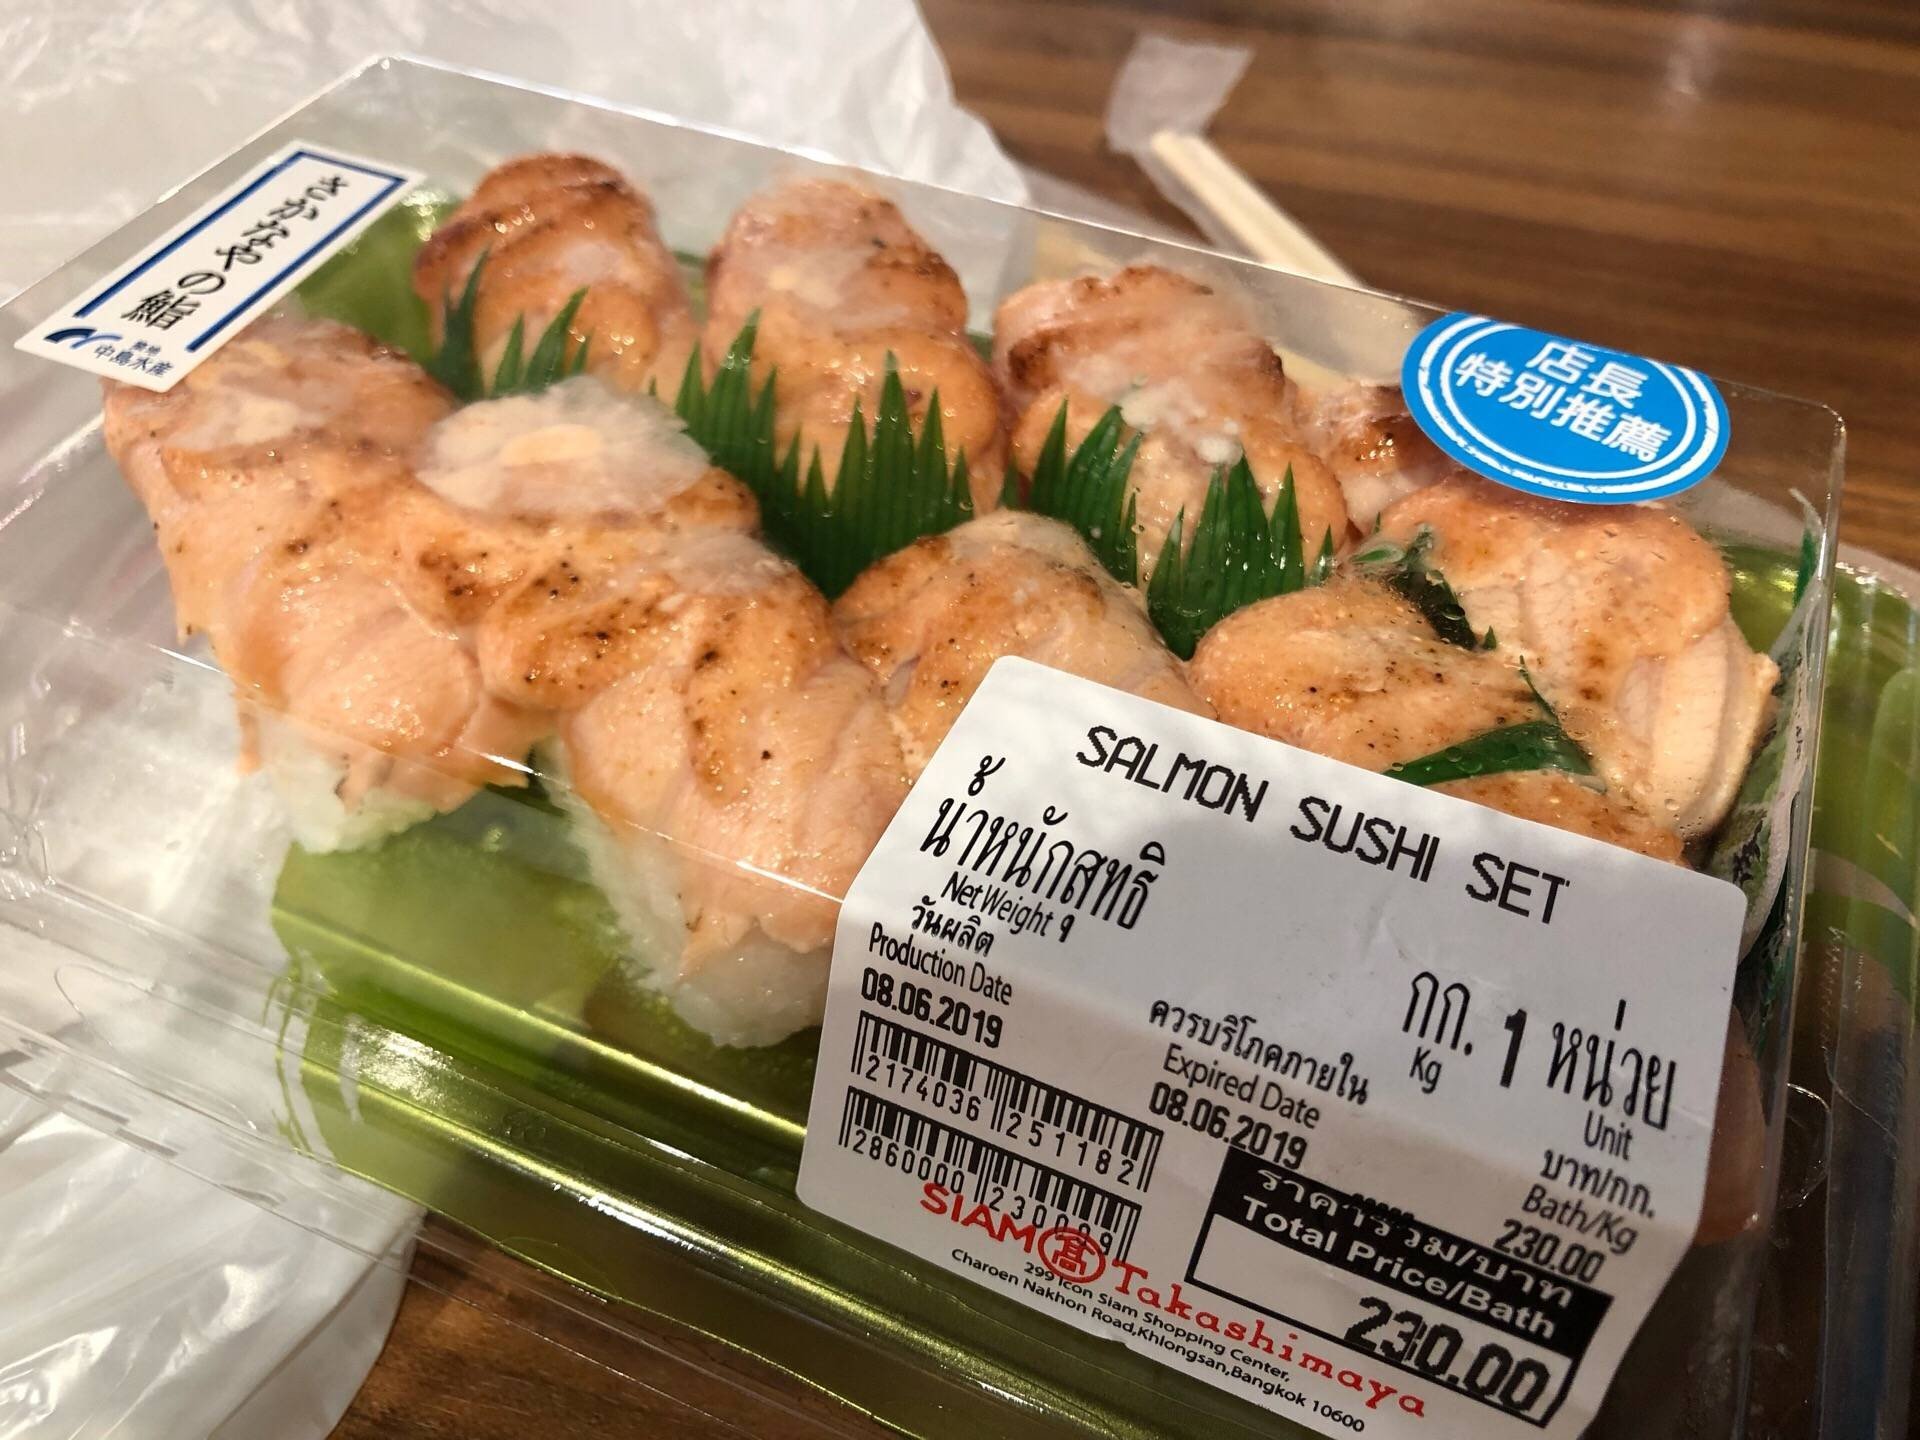 さかなやの鮨
築地
中島水産
店長
特別推薦
SALMON SUSHI SET
น้ำหนักสุทธิ
Net Weight
กก. 1 หน่วย
Kg Unit
วันผลิต
Production Date
08.06.2019
ควรบริโภคภายใน
Expired Date
08.06.2019
บาท/กก.
Bath/Kg
230.00
2174036 251182
2860000 230009
ราคารวม/บาท
Total Price/Bath
230.00
SIAM 髙 Takashimaya
299 Icon Siam Shopping Center,
Charoen Nakhon Road,Khlongsan,Bangkok 10600